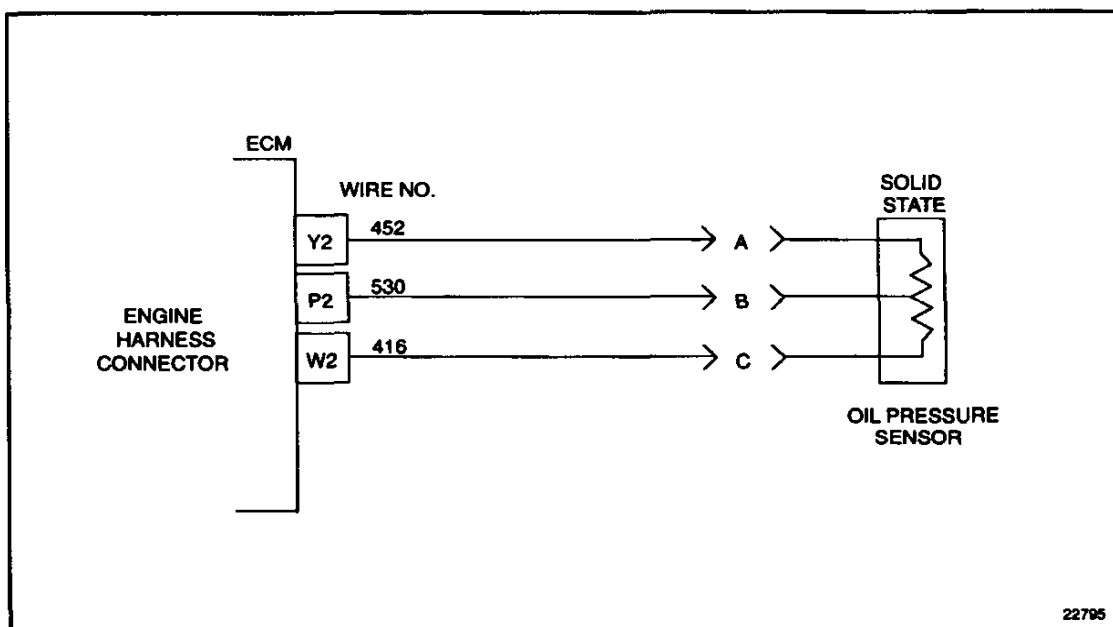 ECM
WIRE NO.
SOLID
STATE
Y2
452
A
P2
530
B
W2
416
C
ENGINE
HARNESS
CONNECTOR
OIL PRESSURE
SENSOR
22795